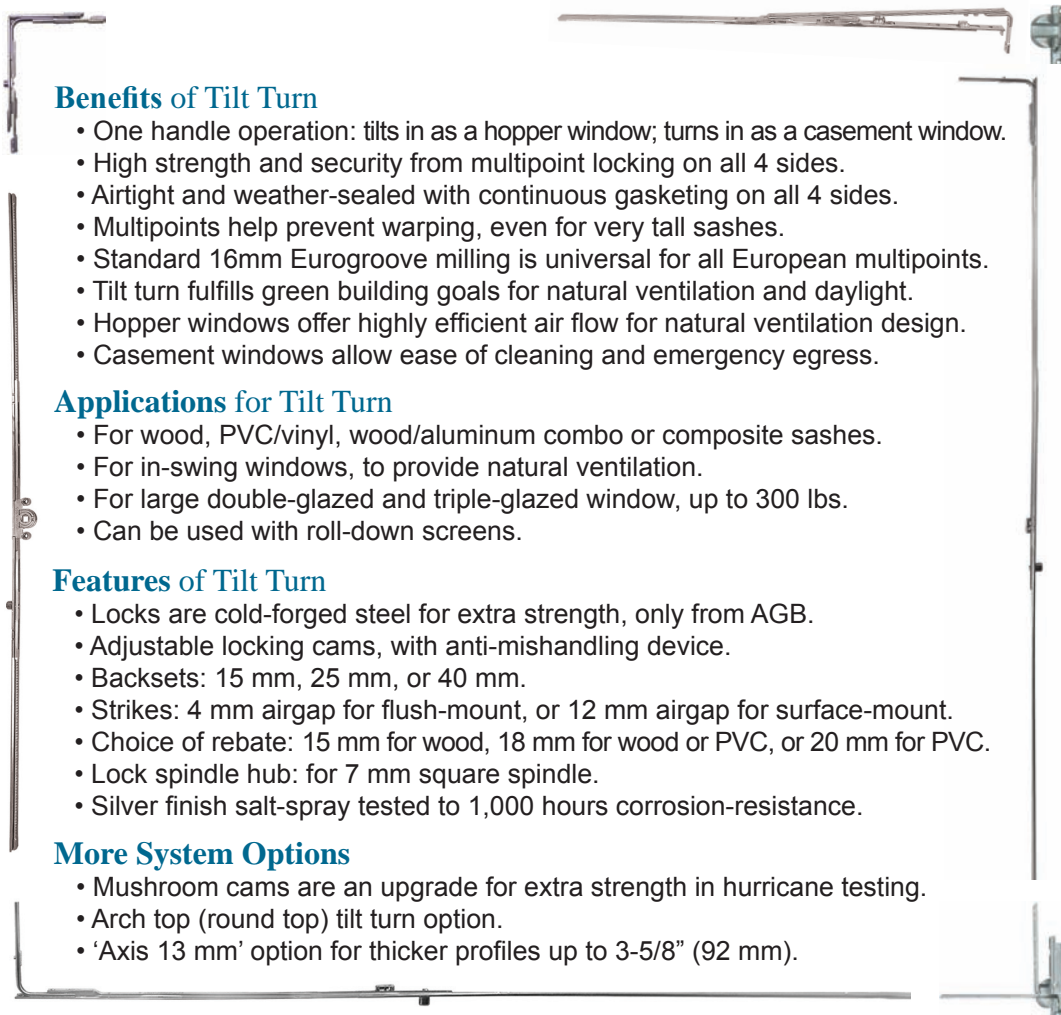 Benefits of Tilt Turn
• One handle operation: tilts in as a hopper window; turns in as a casement window.
• High strength and security from multipoint locking on all 4 sides.
• Airtight and weather-sealed with continuous gasketing on all 4 sides.
• Multipoints help prevent warping, even for very tall sashes.
• Standard 16mm Eurogroove milling is universal for all European multipoints.
• Tilt turn fulfills green building goals for natural ventilation and daylight.
• Hopper windows offer highly efficient air flow for natural ventilation design.
• Casement windows allow ease of cleaning and emergency egress.
Applications for Tilt Turn
• For wood, PVC/vinyl, wood/aluminum combo or composite sashes.
• For in-swing windows, to provide natural ventilation.
• For large double-glazed and triple-glazed window, up to 300 lbs.
• Can be used with roll-down screens.
Features of Tilt Turn
• Locks are cold-forged steel for extra strength, only from AGB.
• Adjustable locking cams, with anti-mishandling device.
• Backsets: 15 mm, 25 mm, or 40 mm.
• Strikes: 4 mm airgap for flush-mount, or 12 mm airgap for surface-mount.
• Choice of rebate: 15 mm for wood, 18 mm for wood or PVC, or 20 mm for PVC.
• Lock spindle hub: for 7 mm square spindle.
• Silver finish salt-spray tested to 1,000 hours corrosion-resistance.
More System Options
• Mushroom cams are an upgrade for extra strength in hurricane testing.
• Arch top (round top) tilt turn option.
• ‘Axis 13 mm’ option for thicker profiles up to 3-5/8” (92 mm).